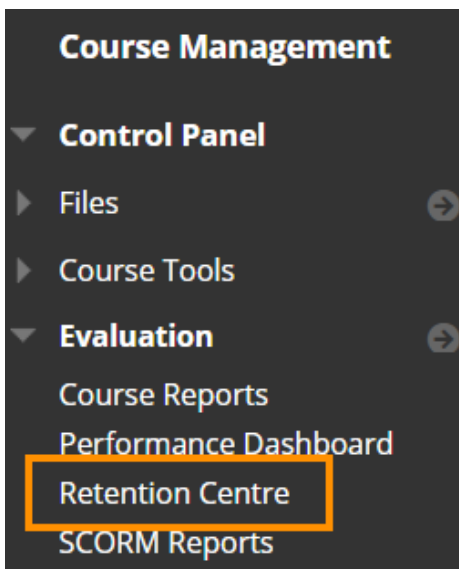 Course Management
Control Panel
Files
Course Tools
Evaluation
Course Reports
Performance Dashboard
Retention Centre
SCORM Reports